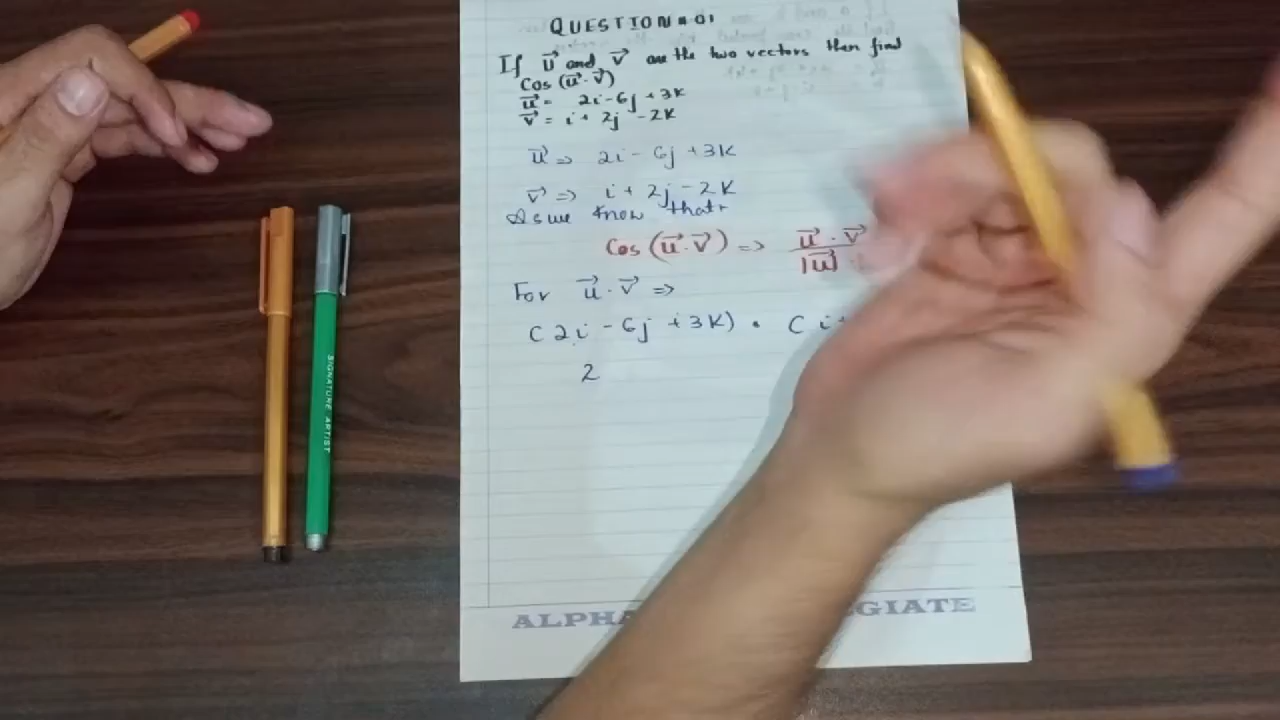 QUESTION # 01
If u⃗ and v⃗ are the two vectors then find
Cos (u⃗ . v⃗)
u⃗ = 2i - 6j + 3k
v⃗ = i + 2j - 2k
u⃗ => 2i - 6j + 3k
v⃗ => i + 2j - 2k
As we know that
Cos (u⃗ . v⃗) => u⃗ . v⃗
|u⃗|
For u⃗ . v⃗ =>
(2i - 6j + 3k) . (i +
2
SIGNATURE ARTIST
ALPHA GIATE